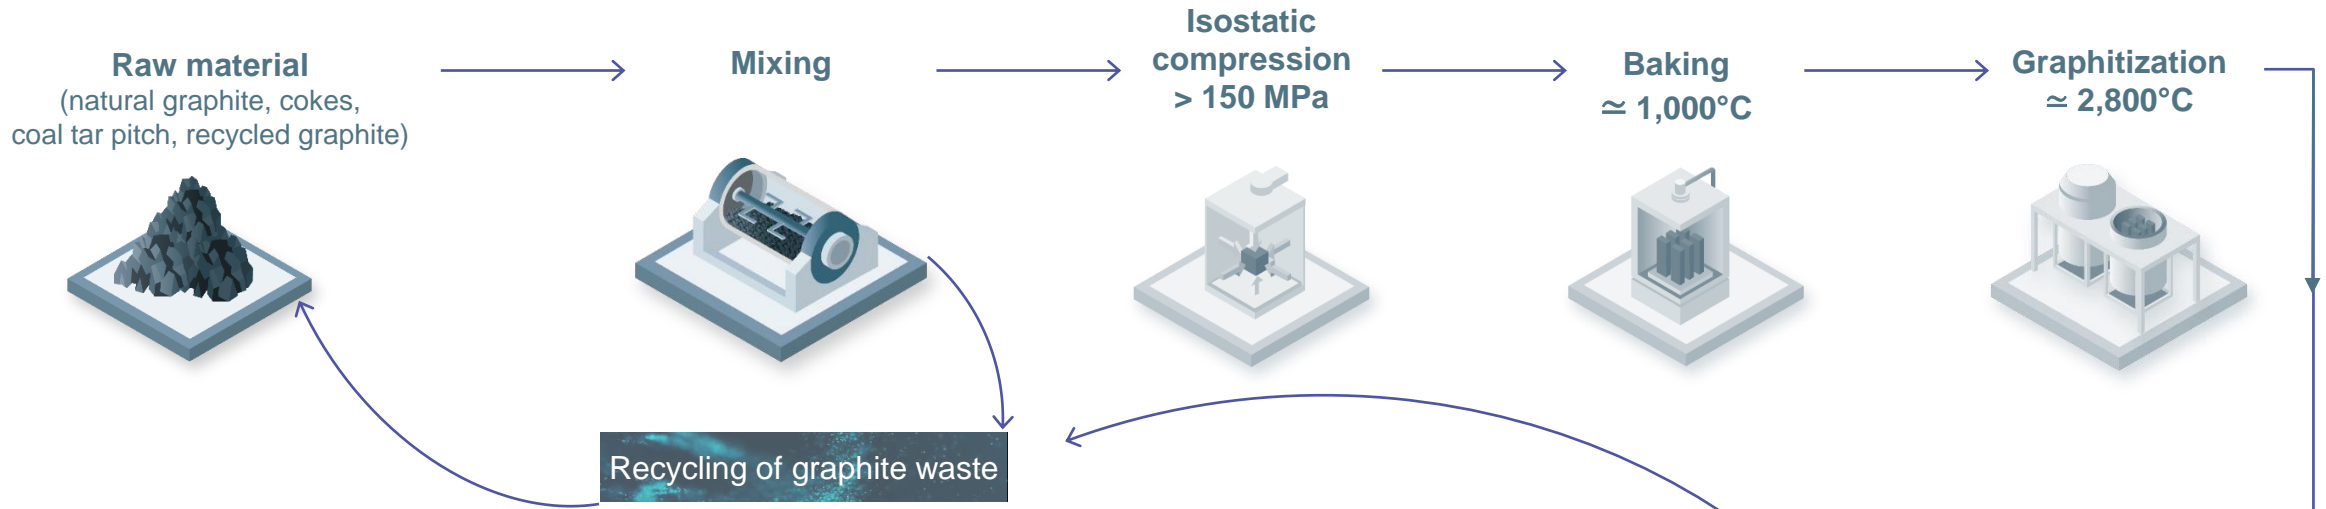 Raw material
(natural graphite, cokes,
coal tar pitch, recycled graphite)
Mixing
Isostatic
compression
> 150 MPa
Baking
≃ 1,000°C
Graphitization
≃ 2,800°C
Recycling of graphite waste